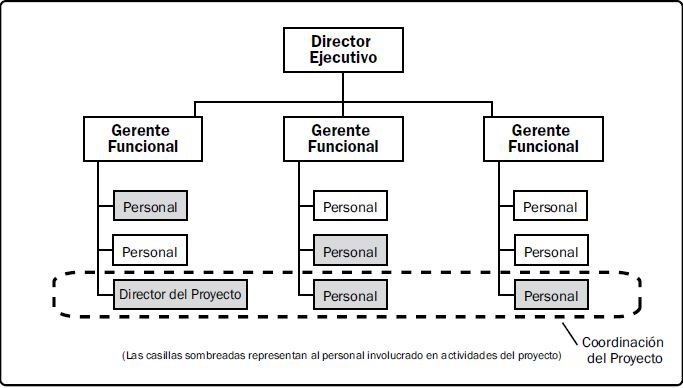 Director
Ejecutivo
Gerente
Funcional
Gerente
Funcional
Gerente
Funcional
Personal
Personal
Personal
Personal
Personal
Personal
Director del Proyecto
Personal
Personal
(Las casillas sombreadas representan al personal involucrado en actividades del proyecto)
Coordinación
del Proyecto